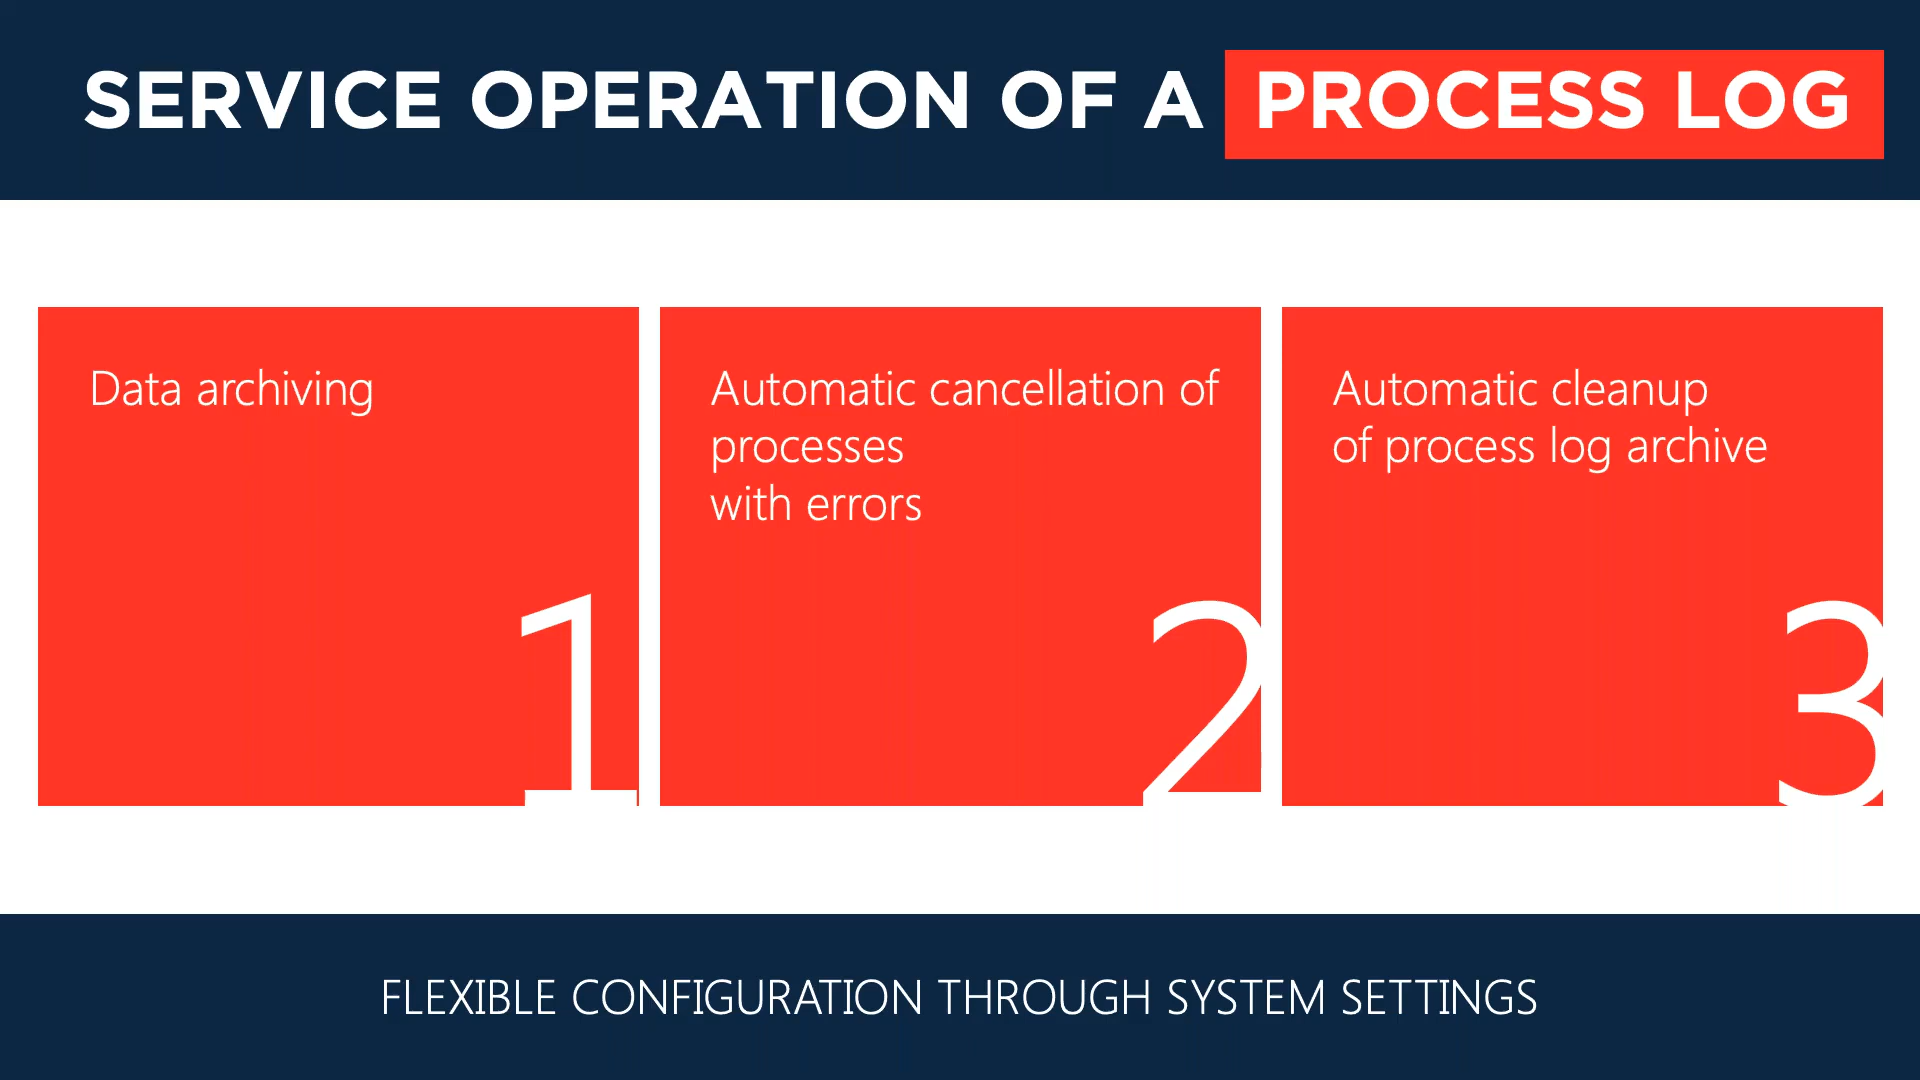 SERVICE OPERATION OF A PROCESS LOG
Data archiving
1
Automatic cancellation of
processes
with errors
2
Automatic cleanup
of process log archive
3
FLEXIBLE CONFIGURATION THROUGH SYSTEM SETTINGS